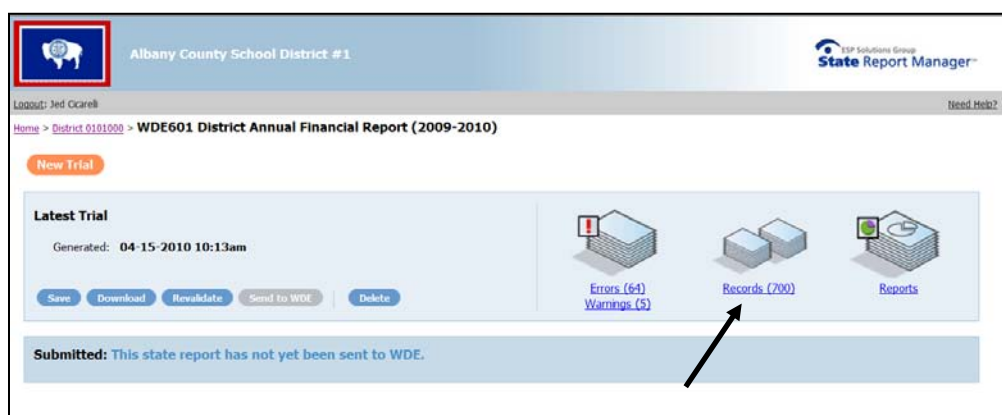 Albany County School District #1
ESP Solutions Group
State Report Manager
Logout: Jed Cicarelli
Need Help?
Home > District 0101000 > WDE601 District Annual Financial Report (2009-2010)
New Trial
Latest Trial
Generated: 04-15-2010 10:13am
Save Download Revalidate Send to WDE Delete
Errors (64)
Warnings (5)
Records (700)
Reports
Submitted: This state report has not yet been sent to WDE.